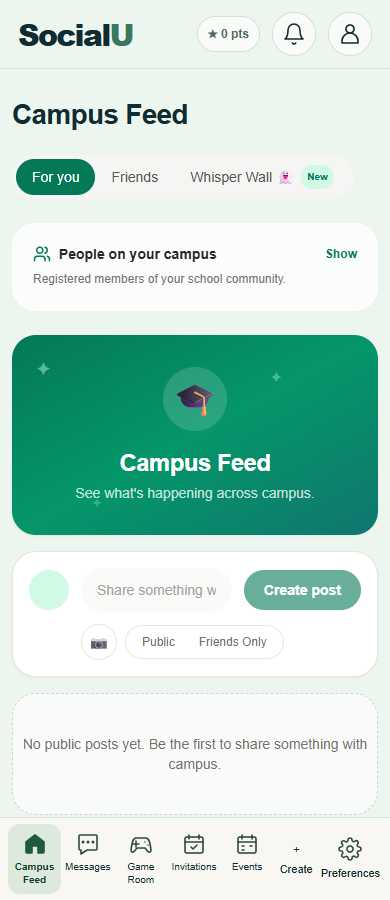 SocialU
★ 0 pts
Campus Feed
For you
Friends
Whisper Wall 👻 New
People on your campus
Show
Registered members of your school community.
Campus Feed
See what's happening across campus.
Share something w
Create post
Public
Friends Only
No public posts yet. Be the first to share something with
campus.
Campus
Feed
Messages
Game
Room
Invitations
Events
+
Create
Preferences